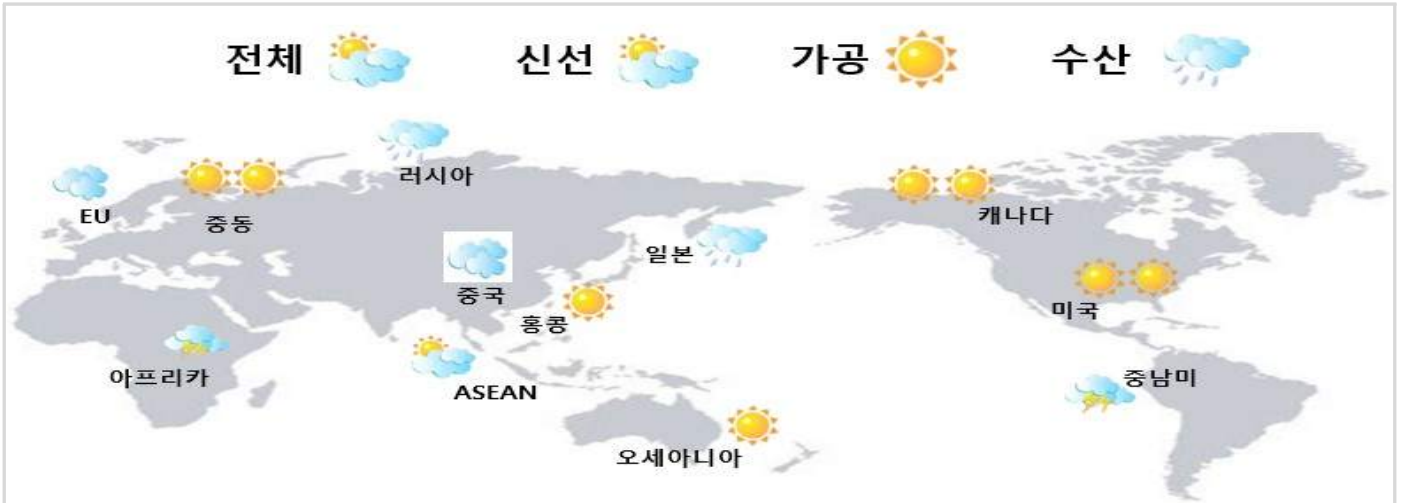 전체 신선 가공 수산
러시아
EU
중동
캐나다
일본
중국
미국
홍콩
아프리카
중남미
ASEAN
오세아니아